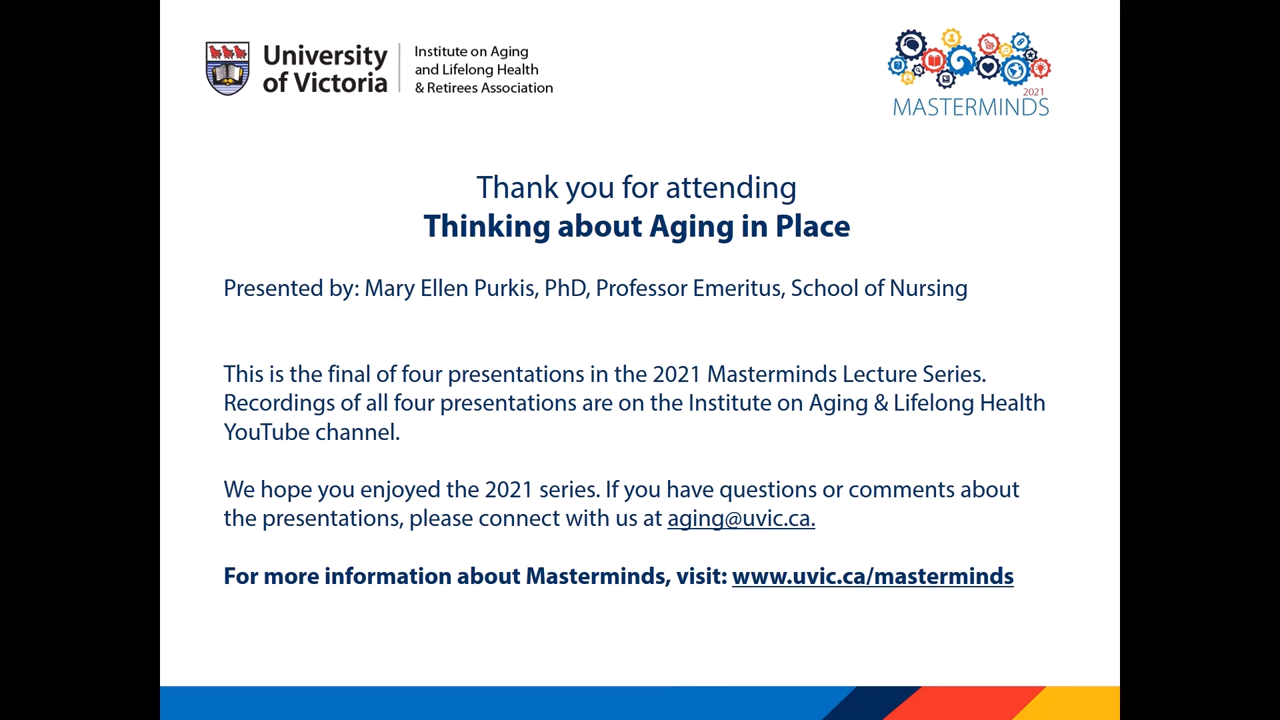 University
of Victoria
Institute on Aging
and Lifelong Health
& Retirees Association
2021
MASTERMINDS
Thank you for attending
Thinking about Aging in Place
Presented by: Mary Ellen Purkis, PhD, Professor Emeritus, School of Nursing
This is the final of four presentations in the 2021 Masterminds Lecture Series.
Recordings of all four presentations are on the Institute on Aging & Lifelong Health
YouTube channel.
We hope you enjoyed the 2021 series. If you have questions or comments about
the presentations, please connect with us at aging@uvic.ca.
For more information about Masterminds, visit: www.uvic.ca/masterminds